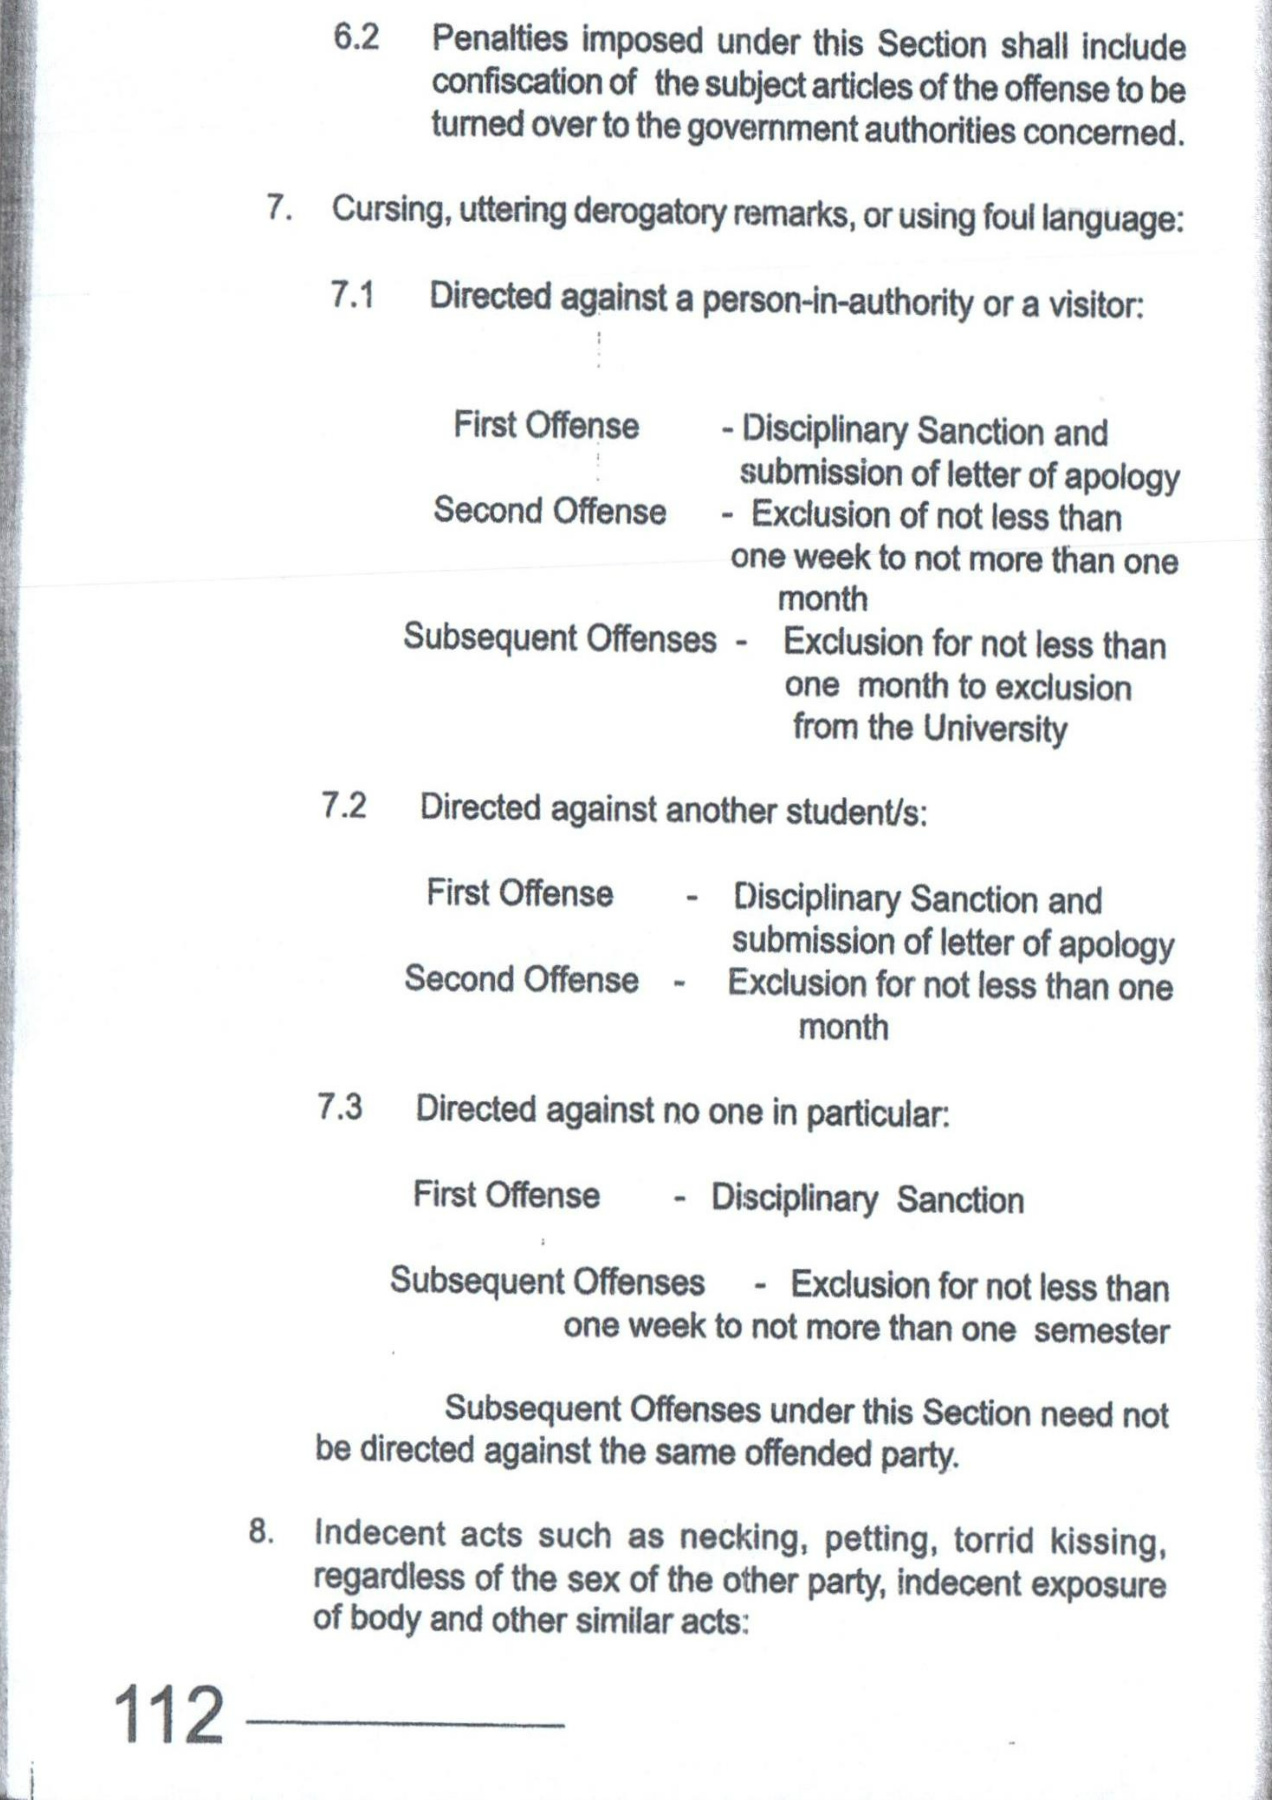 6.2 Penalties imposed under this Section shall include
confiscation of the subject articles of the offense to be
turned over to the government authorities concerned.
7. Cursing, uttering derogatory remarks, or using foul language:
7.1 Directed against a person-in-authority or a visitor:
First Offense - Disciplinary Sanction and
submission of letter of apology
Second Offense - Exclusion of not less than
one week to not more than one
month
Subsequent Offenses - Exclusion for not less than
one month to exclusion
from the University
7.2 Directed against another student/s:
First Offense - Disciplinary Sanction and
submission of letter of apology
Second Offense - Exclusion for not less than one
month
7.3 Directed against no one in particular:
First Offense - Disciplinary Sanction
Subsequent Offenses - Exclusion for not less than
one week to not more than one semester
Subsequent Offenses under this Section need not
be directed against the same offended party.
8. Indecent acts such as necking, petting, torrid kissing,
regardless of the sex of the other party, indecent exposure
of body and other similar acts:
112